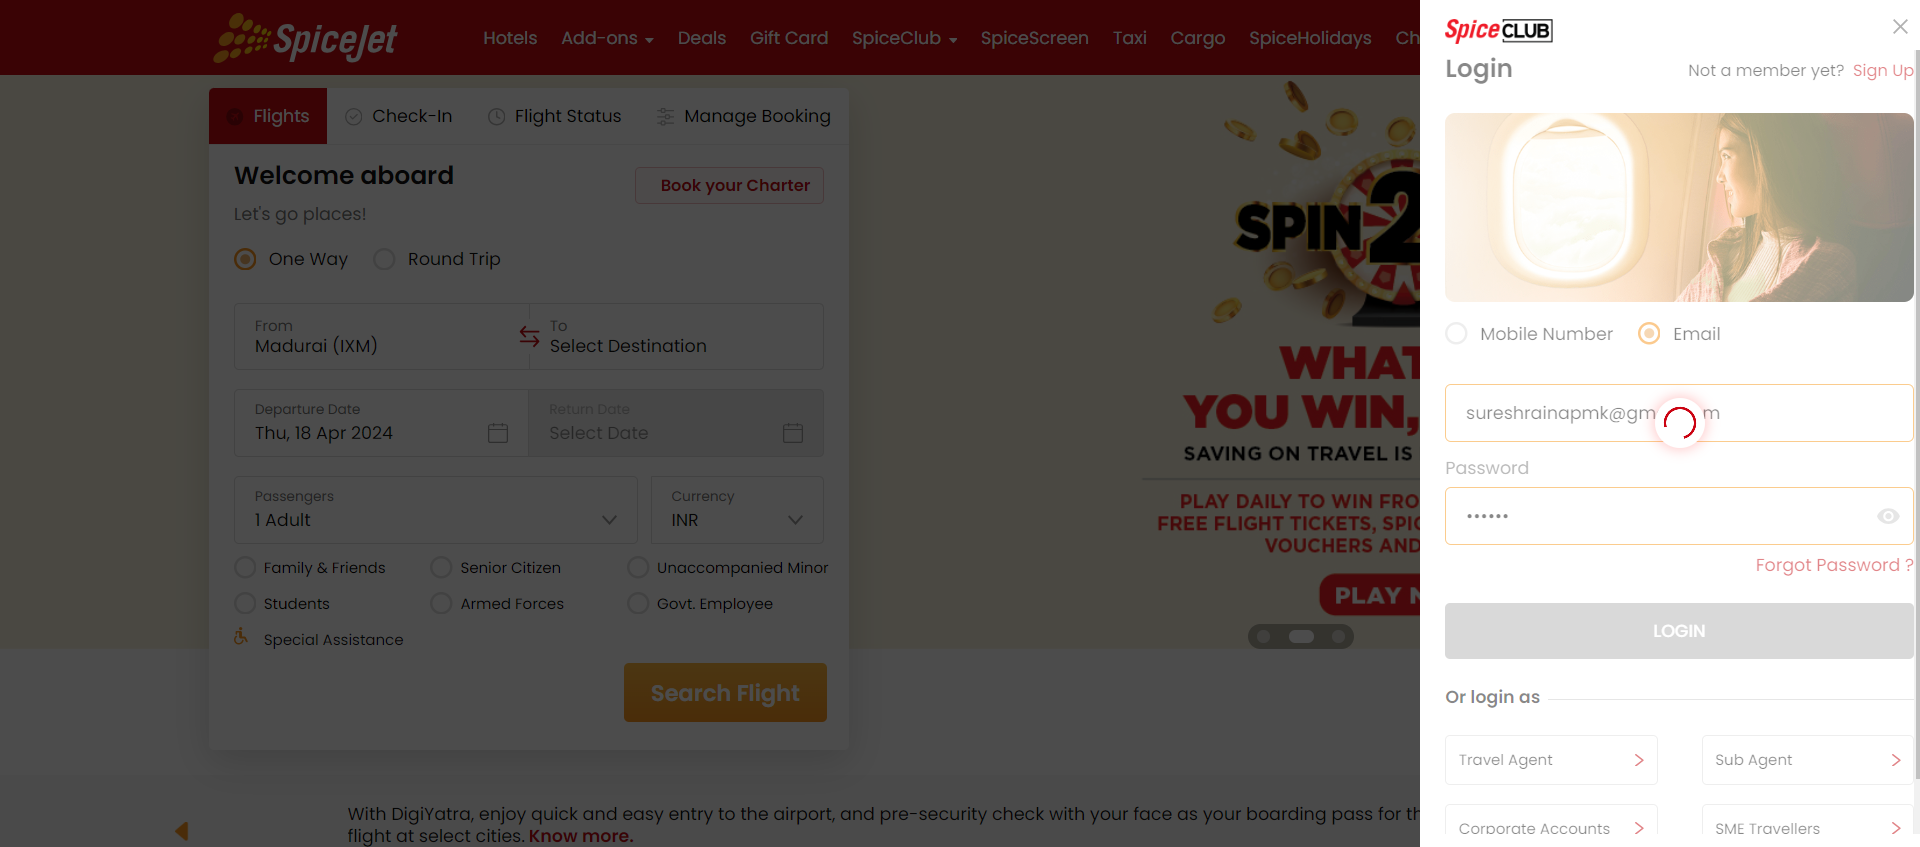 SpiceJet
Hotels Add-ons Deals Gift Card SpiceClub SpiceScreen Taxi Cargo SpiceHolidays Ch
Flights Check-In Flight Status Manage Booking
Welcome aboard
Book your Charter
Let's go places!
One Way Round Trip
From To
Madurai (IXM) Select Destination
Departure Date Return Date
Thu, 18 Apr 2024 Select Date
Passengers Currency
1 Adult INR
Family & Friends Senior Citizen Unaccompanied Minor
Students Armed Forces Govt. Employee
Special Assistance
Search Flight
SPIN 2
WHAT
YOU WIN,
SAVING ON TRAVEL IS
PLAY DAILY TO WIN FRO
FREE FLIGHT TICKETS, SPIC
VOUCHERS AND
PLAY N
With DigiYatra, enjoy quick and easy entry to the airport, and pre-security check with your face as your boarding pass for th
flight at select cities. Know more.
SpiceCLUB
Login
Not a member yet? Sign Up
Mobile Number Email
sureshrainapmk@gm m
Password
••••••
Forgot Password ?
LOGIN
Or login as
Travel Agent Sub Agent
Corporate Accounts SME Travellers